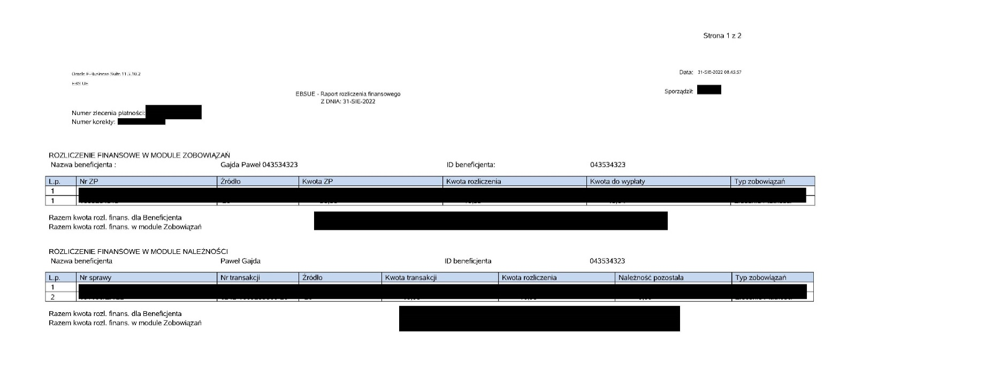 Strona 1 z 2
Oracle E-Business Suite 11.5.10.2
Data: 31-SIE-2022 08:45:57
EBS UE
Sporządził:
EBSUE - Raport rozliczenia finansowego
Z DNIA: 31-SIE-2022
Numer zlecenia płatności:
Numer korekty:
ROZLICZENIE FINANSOWE W MODULE ZOBOWIĄZAŃ
Nazwa beneficjenta : Gajda Paweł 043534323 ID beneficjenta: 043534323
L.p. Nr ZP Źródło Kwota ZP Kwota rozliczenia Kwota do wypłaty Typ zobowiązań
1
1
Razem kwota rozl. finans. dla Beneficjenta
Razem kwota rozl. finans. w module Zobowiązań
ROZLICZENIE FINANSOWE W MODULE NALEŻNOŚCI
Nazwa beneficjenta Paweł Gajda ID beneficjenta 043534323
L.p. Nr sprawy Nr transakcji Źródło Kwota transakcji Kwota rozliczenia Należność pozostała Typ zobowiązań
1
2
Razem kwota rozl. finans. dla Beneficjenta
Razem kwota rozl. finans. w module Zobowiązań